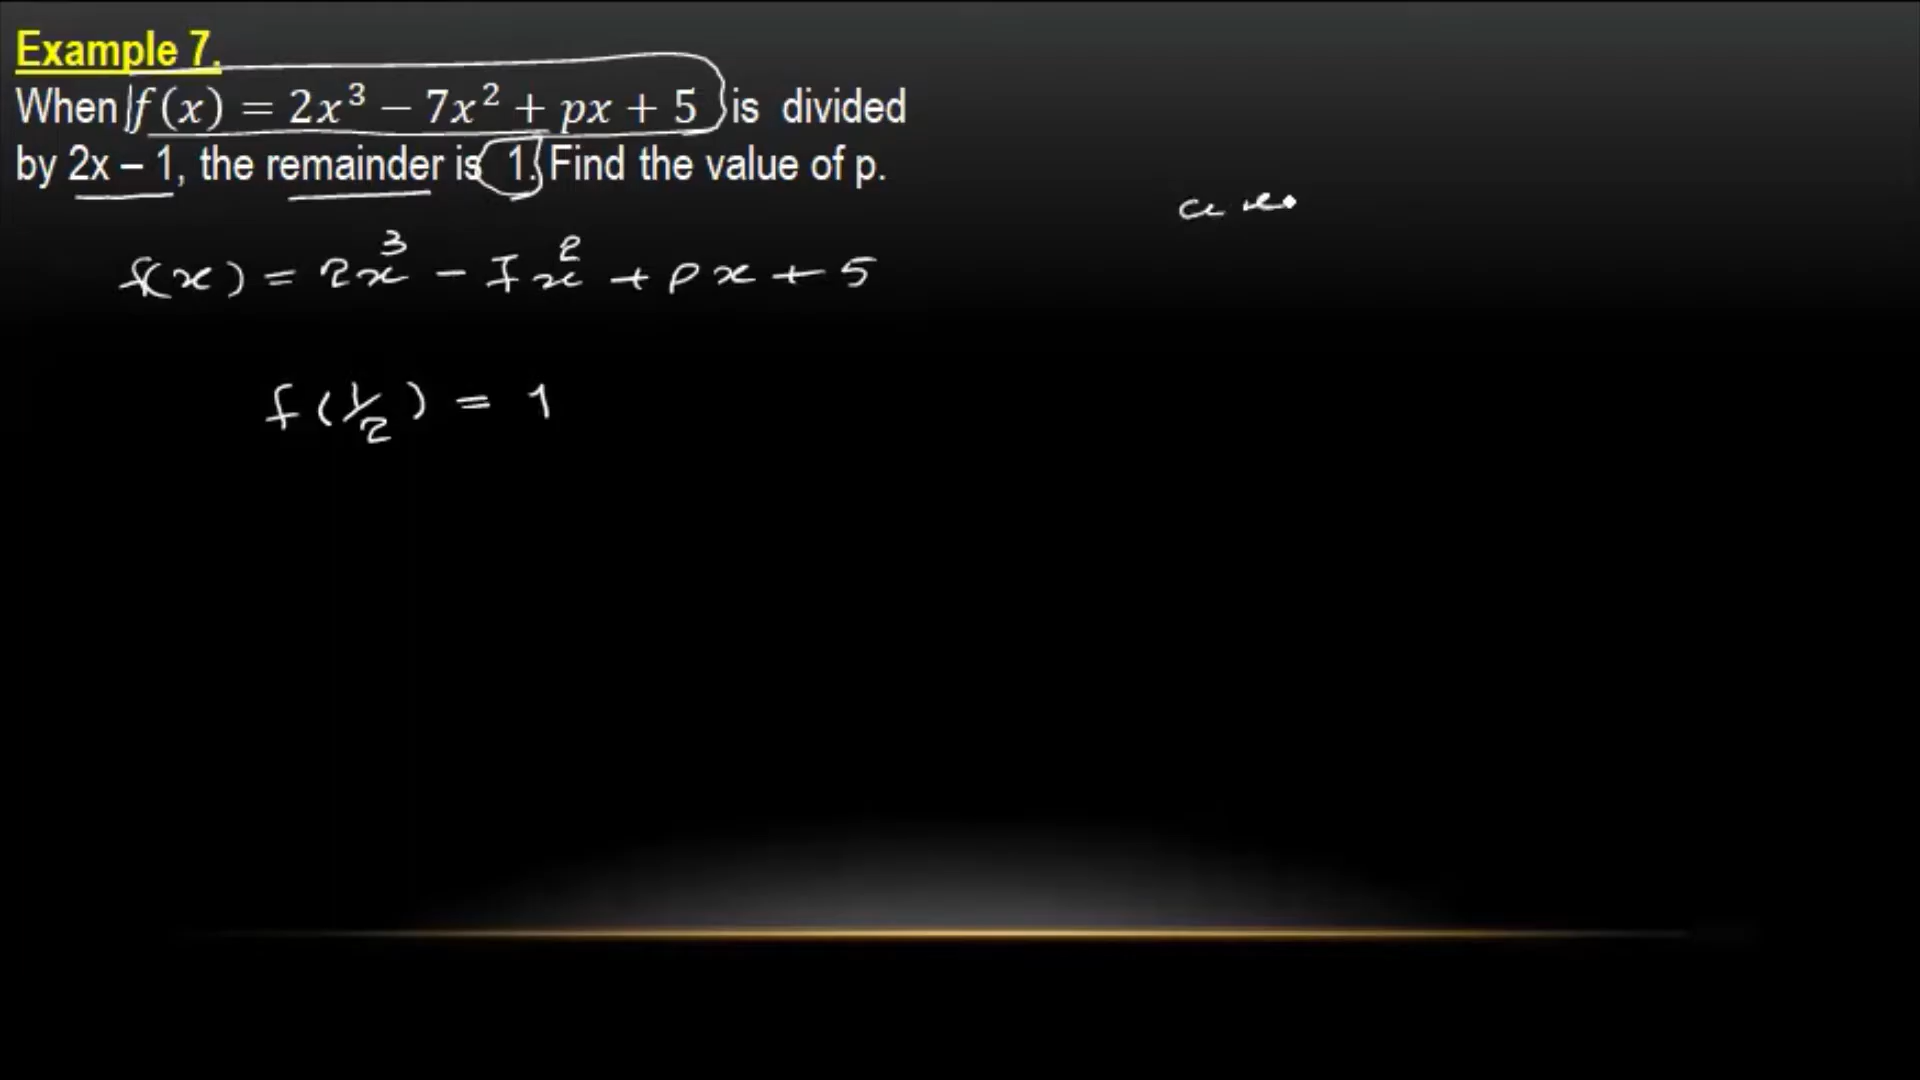 Example 7.
When f(x) = 2x³ − 7x² + px + 5 is divided
by 2x – 1, the remainder is 1. Find the value of p.
f(x) = 2x³ − 7x² + px + 5
f(½) = 1